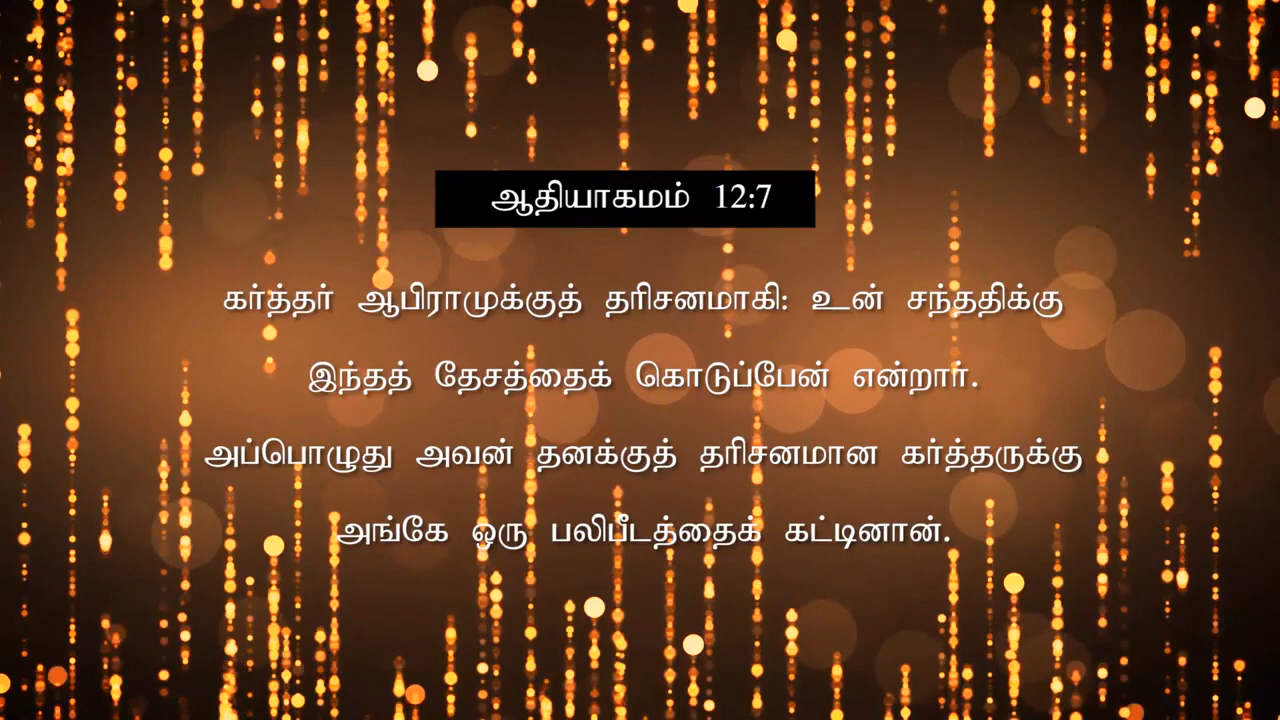 ஆதியாகமம் 12:7
கர்த்தர் ஆபிராமுக்குத் தரிசனமாகி: உன் சந்ததிக்கு
இந்தத் தேசத்தைக் கொடுப்பேன் என்றார்.
அப்பொழுது அவன் தனக்குத் தரிசனமான கர்த்தருக்கு
அங்கே ஒரு பலிபீடத்தைக் கட்டினான்.